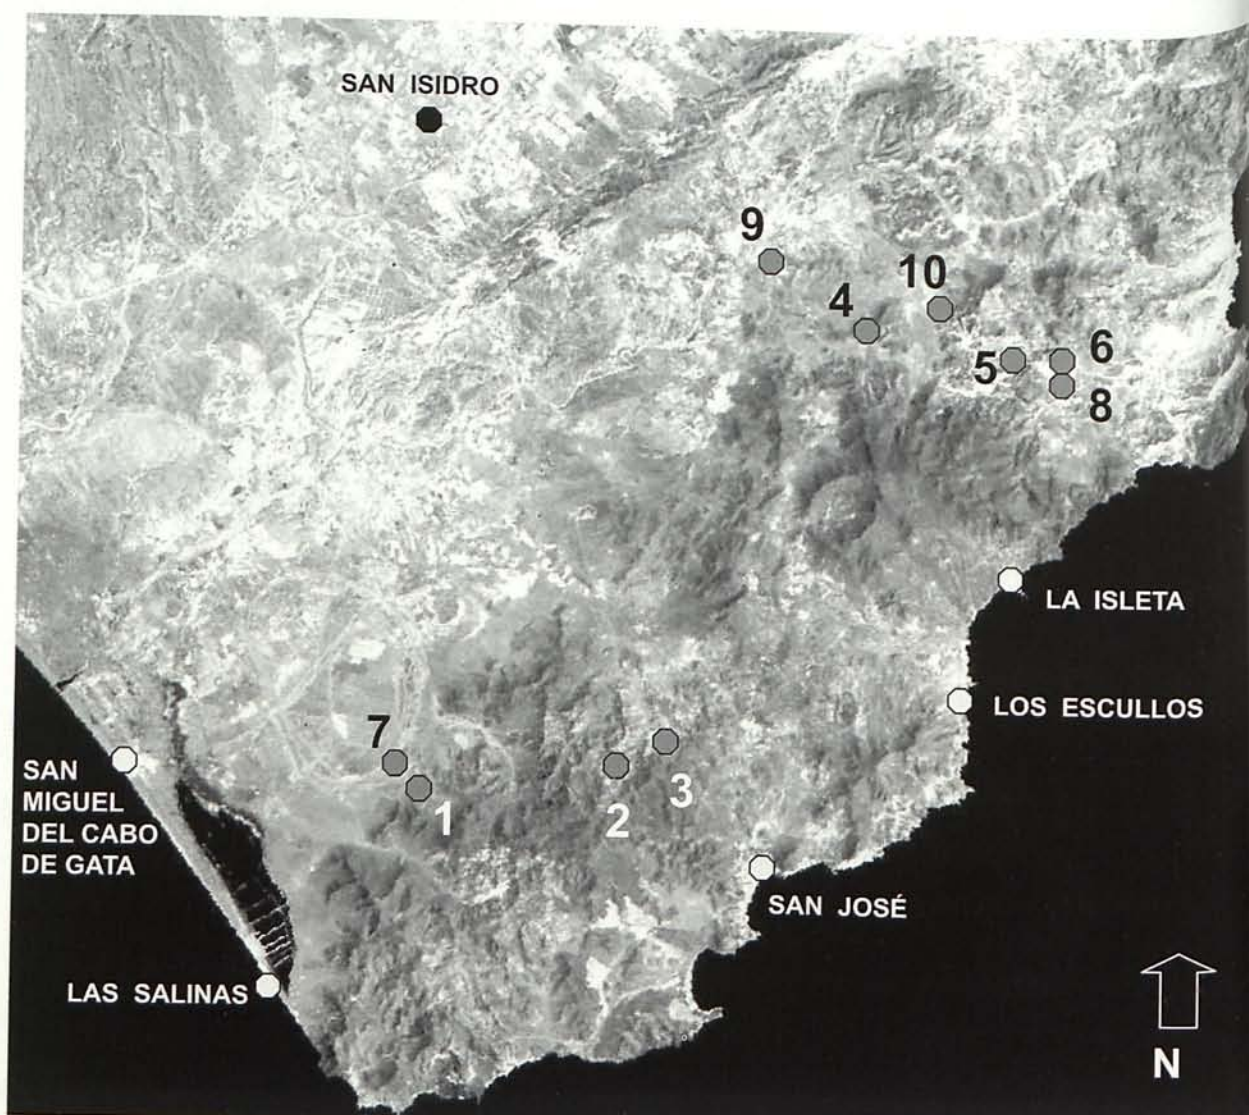 SAN ISIDRO
9
10
4
5
6
8
LA ISLETA
LOS ESCULLOS
7
1
2
3
SAN
MIGUEL
DEL CABO
DE GATA
SAN JOSÉ
LAS SALINAS
N